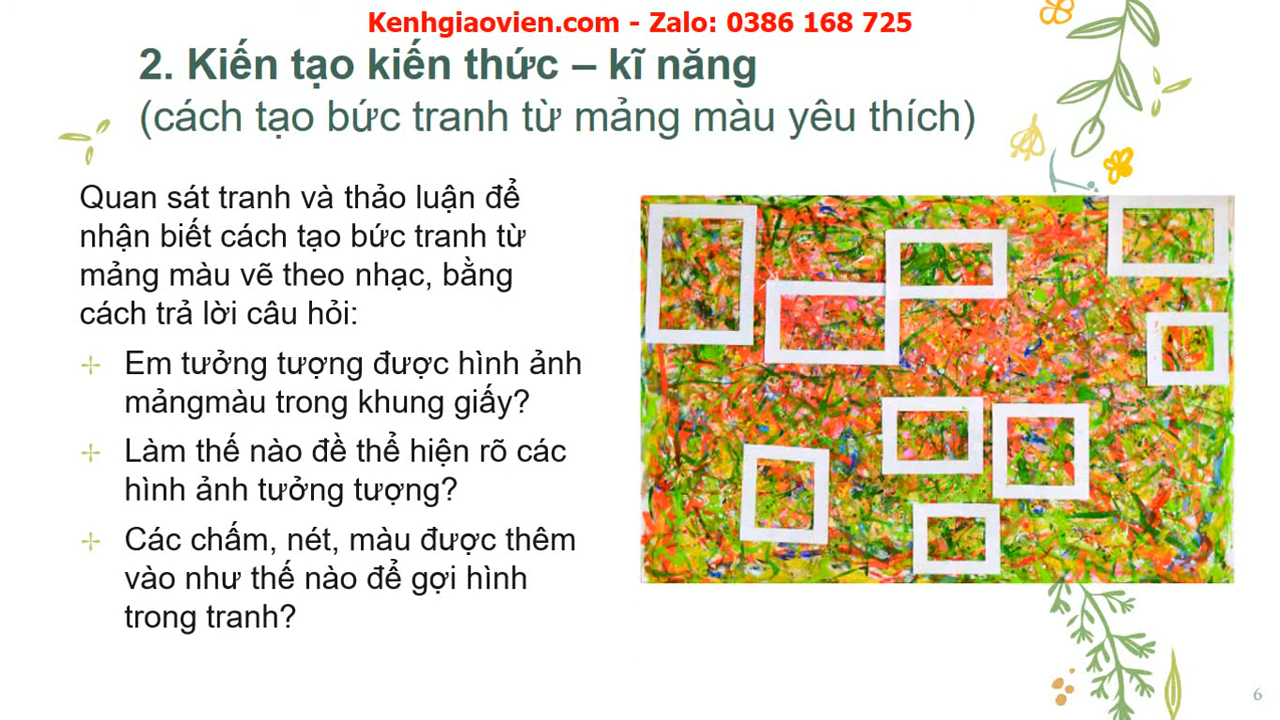 Kenhgiaovien.com - Zalo: 0386 168 725
2. Kiến tạo kiến thức – kĩ năng
(cách tạo bức tranh từ mảng màu yêu thích)
Quan sát tranh và thảo luận để
nhận biết cách tạo bức tranh từ
mảng màu vẽ theo nhạc, bằng
cách trả lời câu hỏi:
Em tưởng tượng được hình ảnh
mảngmàu trong khung giấy?
Làm thế nào đề thể hiện rõ các
hình ảnh tưởng tượng?
Các chấm, nét, màu được thêm
vào như thế nào để gợi hình
trong tranh?
6